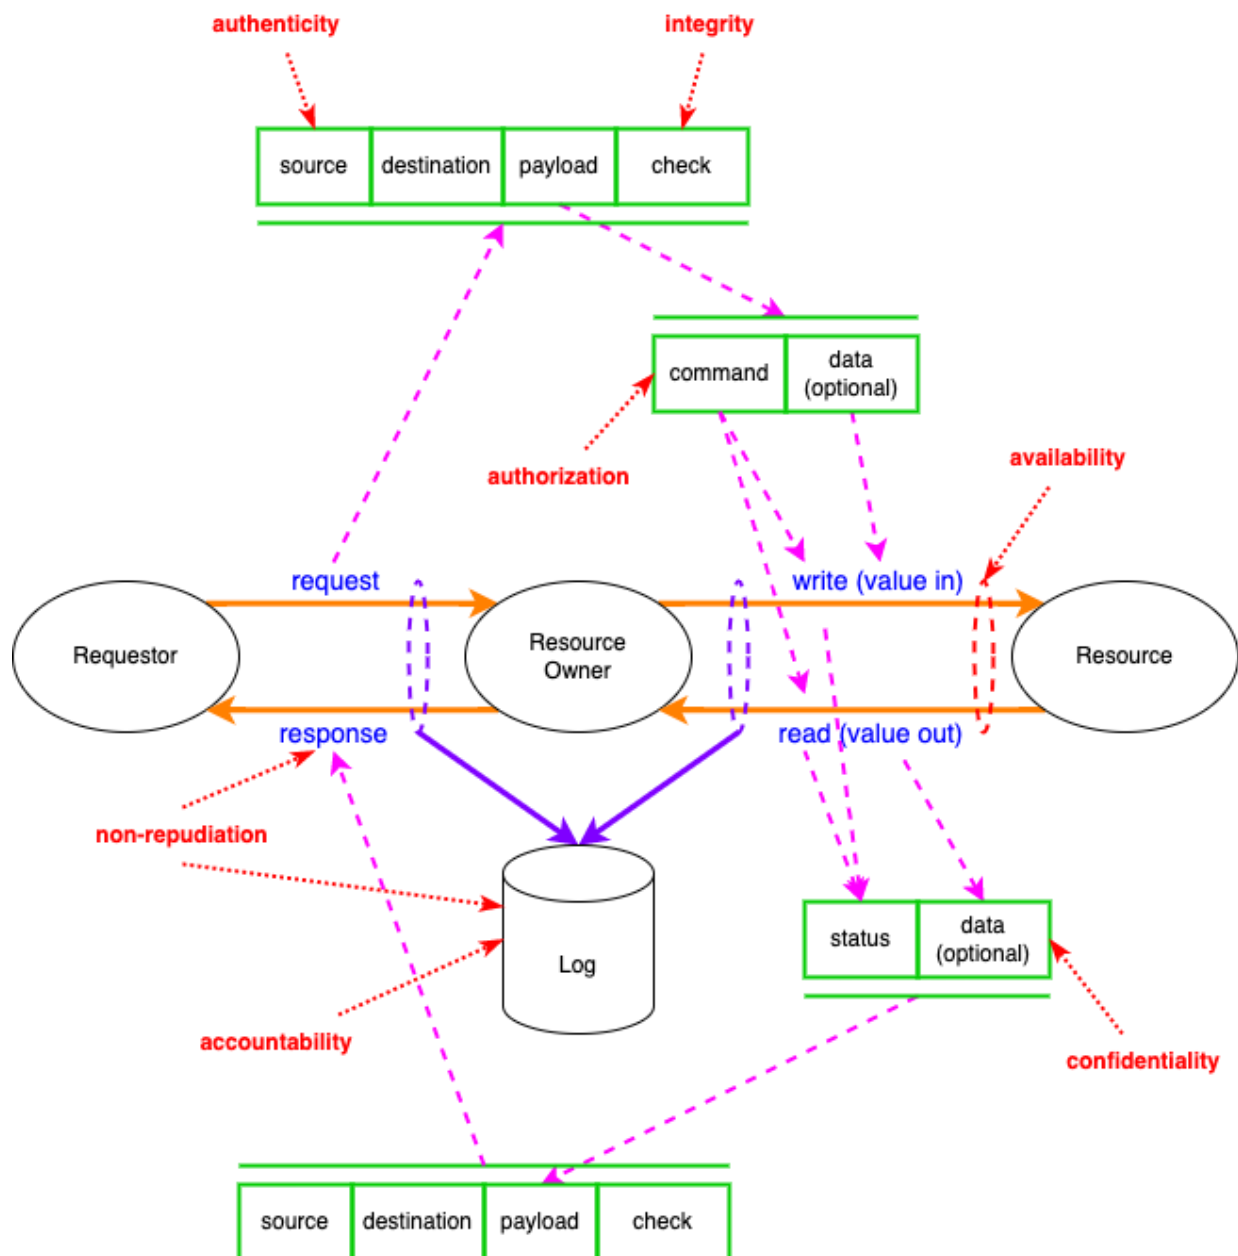 authenticity
integrity
source
destination
payload
check
command
data
(optional)
authorization
availability
request
write (value in)
Requestor
Resource
Owner
Resource
response
read (value out)
non-repudiation
status
data
(optional)
Log
accountability
confidentiality
source
destination
payload
check